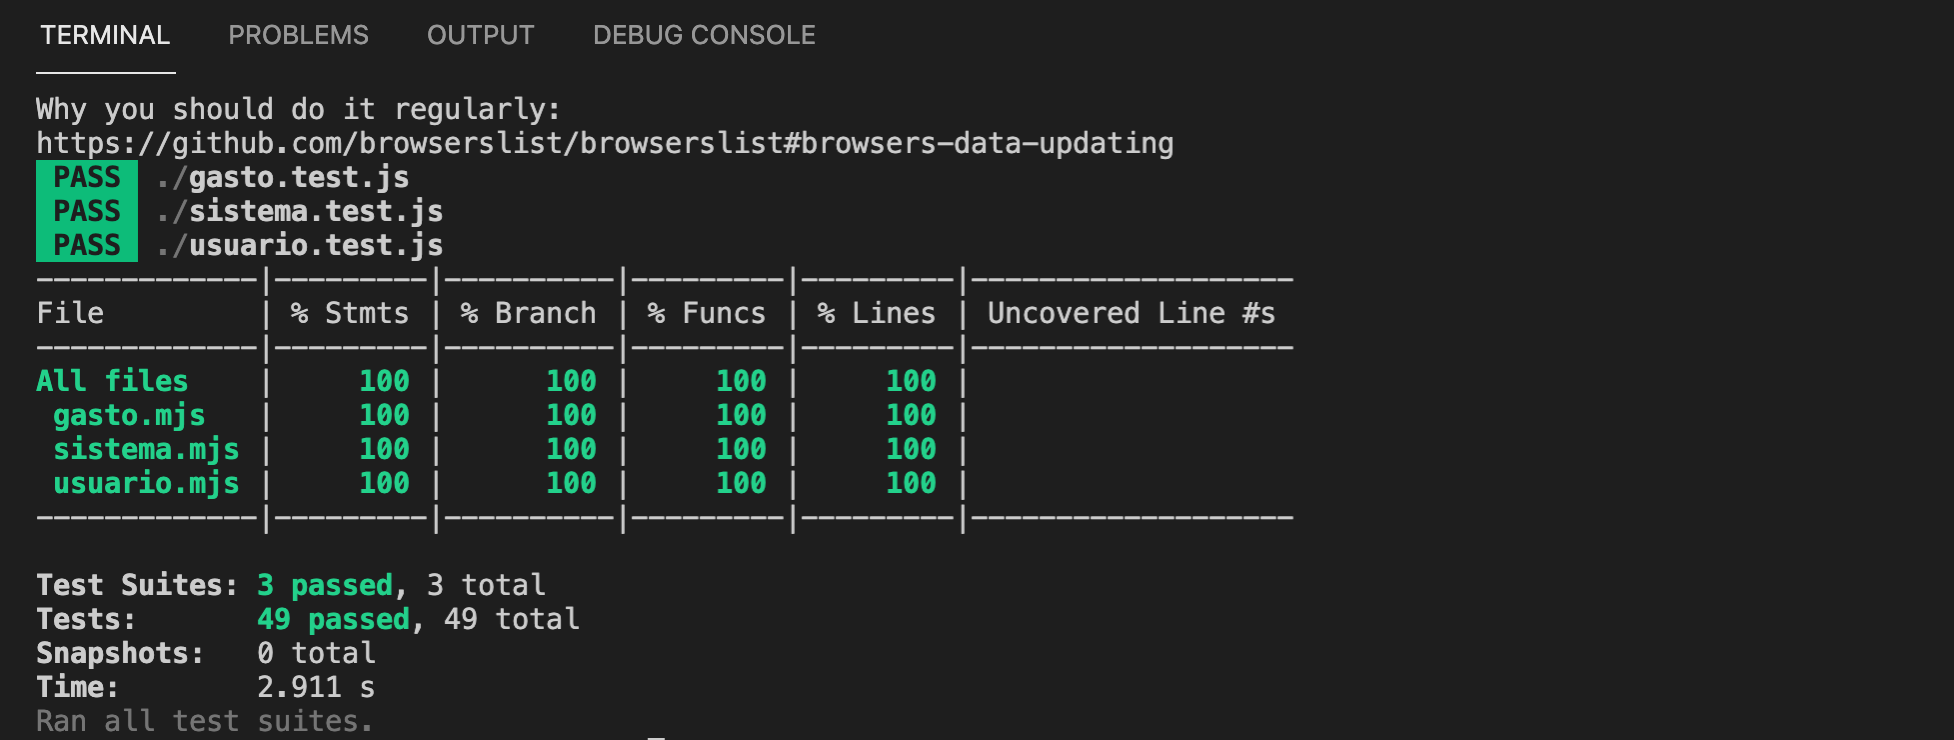 TERMINAL PROBLEMS OUTPUT DEBUG CONSOLE
Why you should do it regularly:
https://github.com/browserslist/browserslist#browsers-data-updating
PASS ./gasto.test.js
PASS ./sistema.test.js
PASS ./usuario.test.js
-------------|---------|----------|---------|---------|-------------------
File | % Stmts | % Branch | % Funcs | % Lines | Uncovered Line #s
-------------|---------|----------|---------|---------|-------------------
All files | 100 | 100 | 100 | 100 |
gasto.mjs | 100 | 100 | 100 | 100 |
sistema.mjs | 100 | 100 | 100 | 100 |
usuario.mjs | 100 | 100 | 100 | 100 |
-------------|---------|----------|---------|---------|-------------------
Test Suites: 3 passed, 3 total
Tests: 49 passed, 49 total
Snapshots: 0 total
Time: 2.911 s
Ran all test suites.